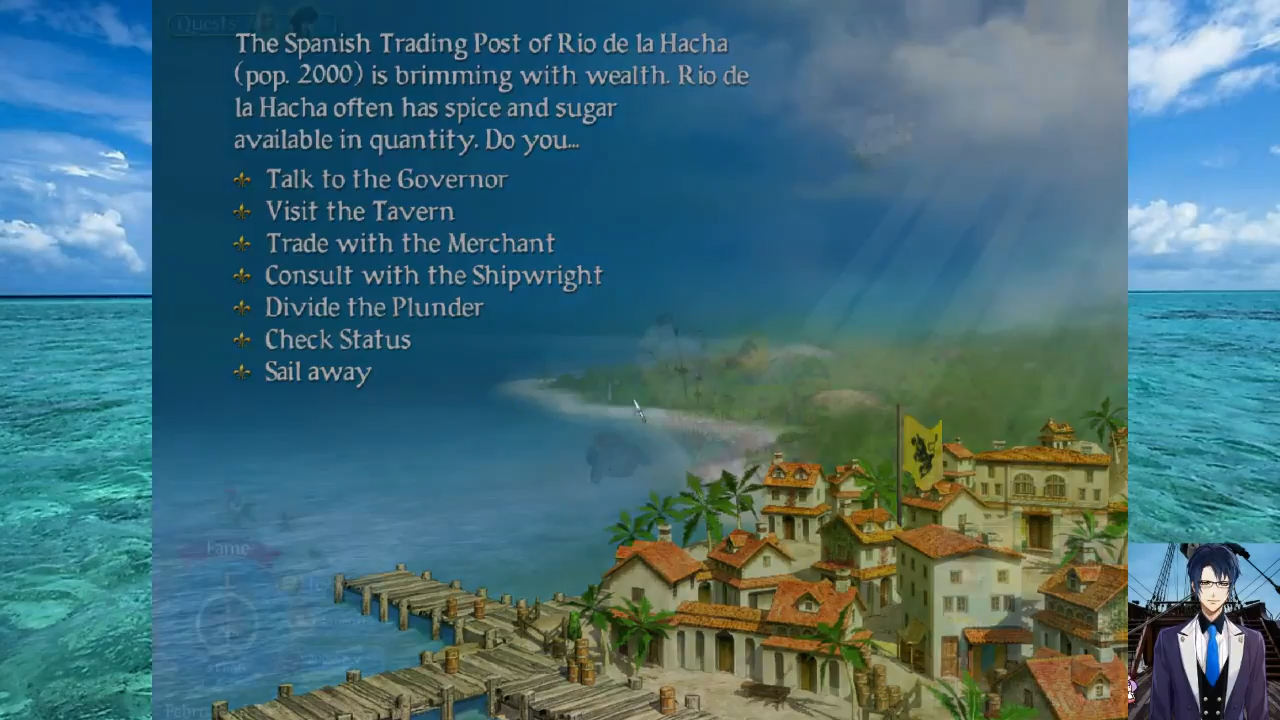 Quests
The Spanish Trading Post of Rio de la Hacha
(pop. 2000) is brimming with wealth. Rio de
la Hacha often has spice and sugar
available in quantity. Do you...
Talk to the Governor
Visit the Tavern
Trade with the Merchant
Consult with the Shipwright
Divide the Plunder
Check Status
Sail away
Fame